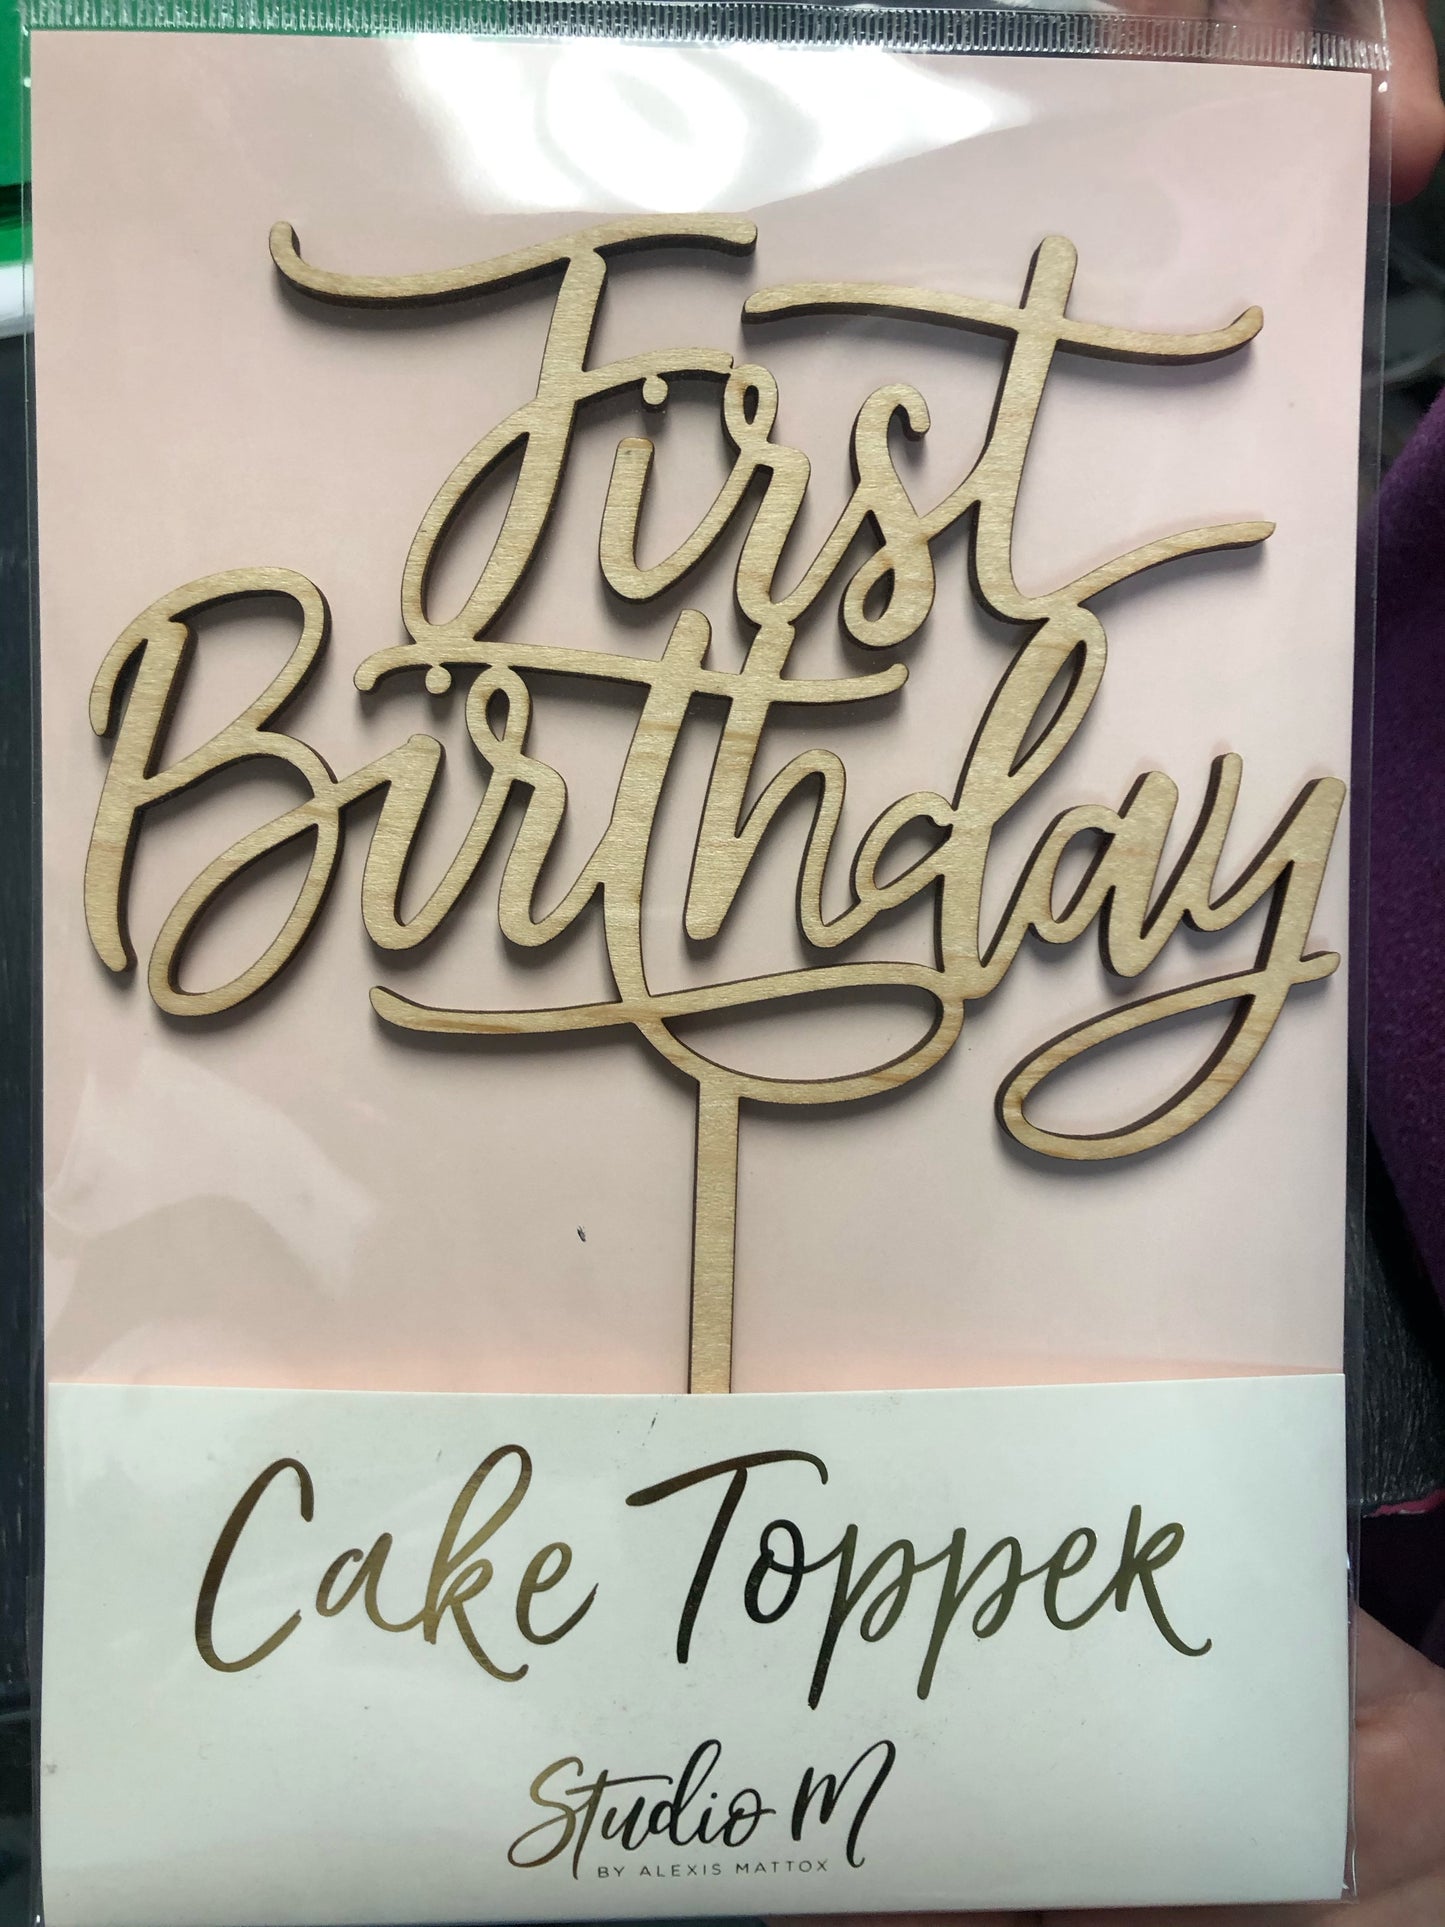 First
Birthday
Cake Topper
Studio M
BY ALEXIS MATTOX